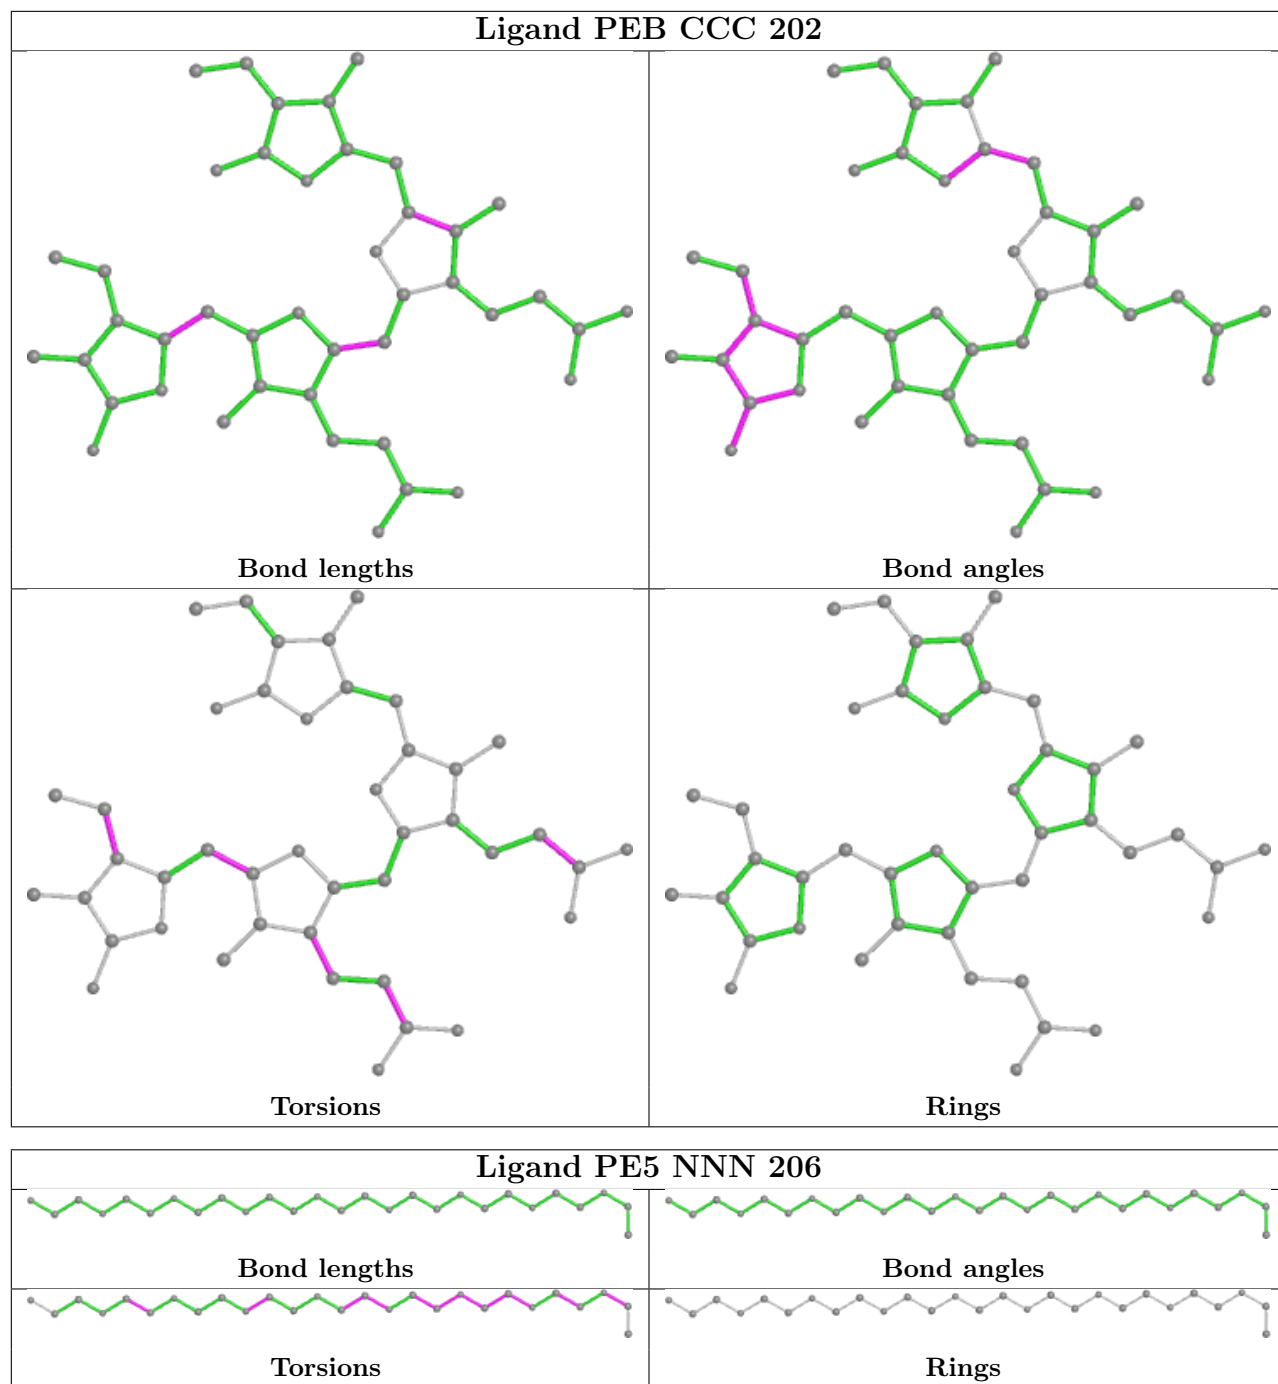 Ligand PEB CCC 202
Bond lengths
Bond angles
Torsions
Rings
Ligand PE5 NNN 206
Bond lengths
Bond angles
Torsions
Rings